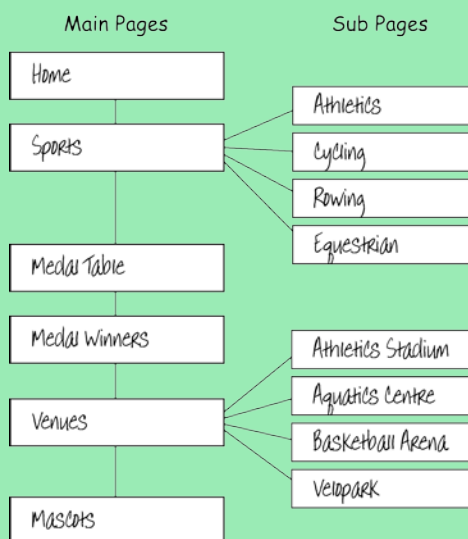 Main Pages
Sub Pages
Home
Sports
Athletics
Cycling
Rowing
Equestrian
Medal Table
Medal Winners
Venues
Athletics Stadium
Aquatics Centre
Basketball Arena
Velopark
Mascots